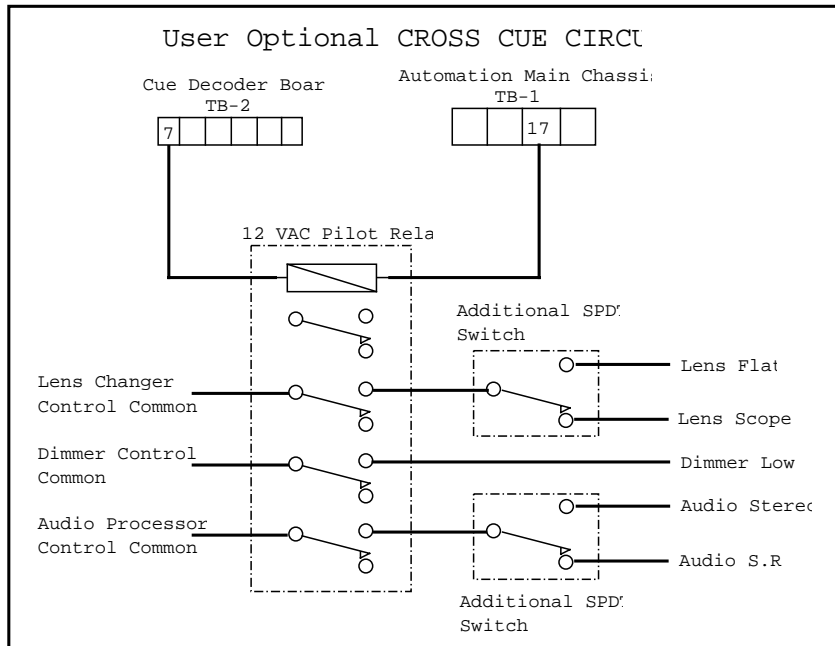 User Optional CROSS CUE CIRCU
Cue Decoder Boar
TB-2
7
Automation Main Chassi
TB-1
17
12 VAC Pilot Rela
Additional SPD
Switch
Lens Flat
Lens Scope
Lens Changer
Control Common
Dimmer Control
Common
Dimmer Low
Audio Processor
Control Common
Audio Stereo
Audio S.R
Additional SPD
Switch